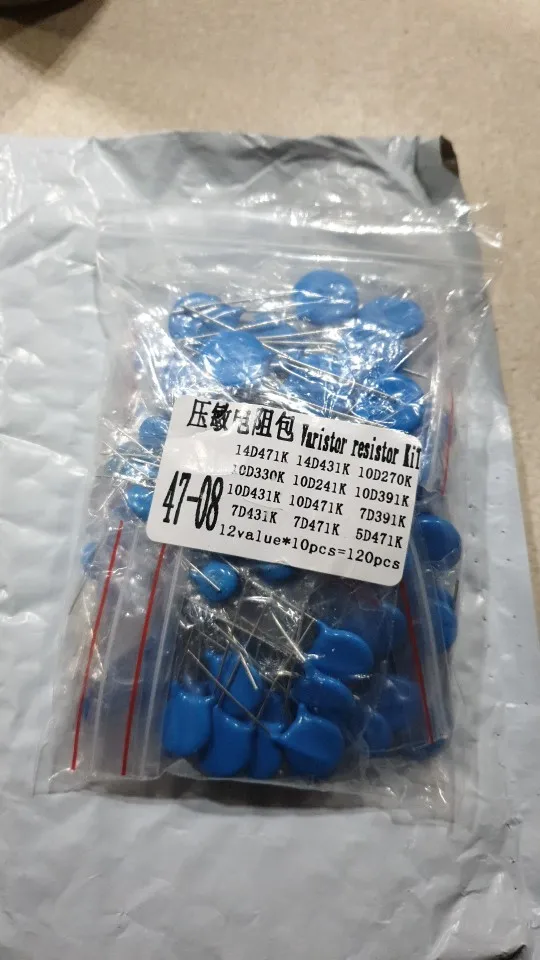 压敏电阻包 Varistor resistor KiT
14D471K 14D431K 10D270K
10D330K 10D241K 10D391K
10D431K 10D471K 7D391K
7D431K 7D471K 5D471K
47-08
12value*10pcs=120pcs